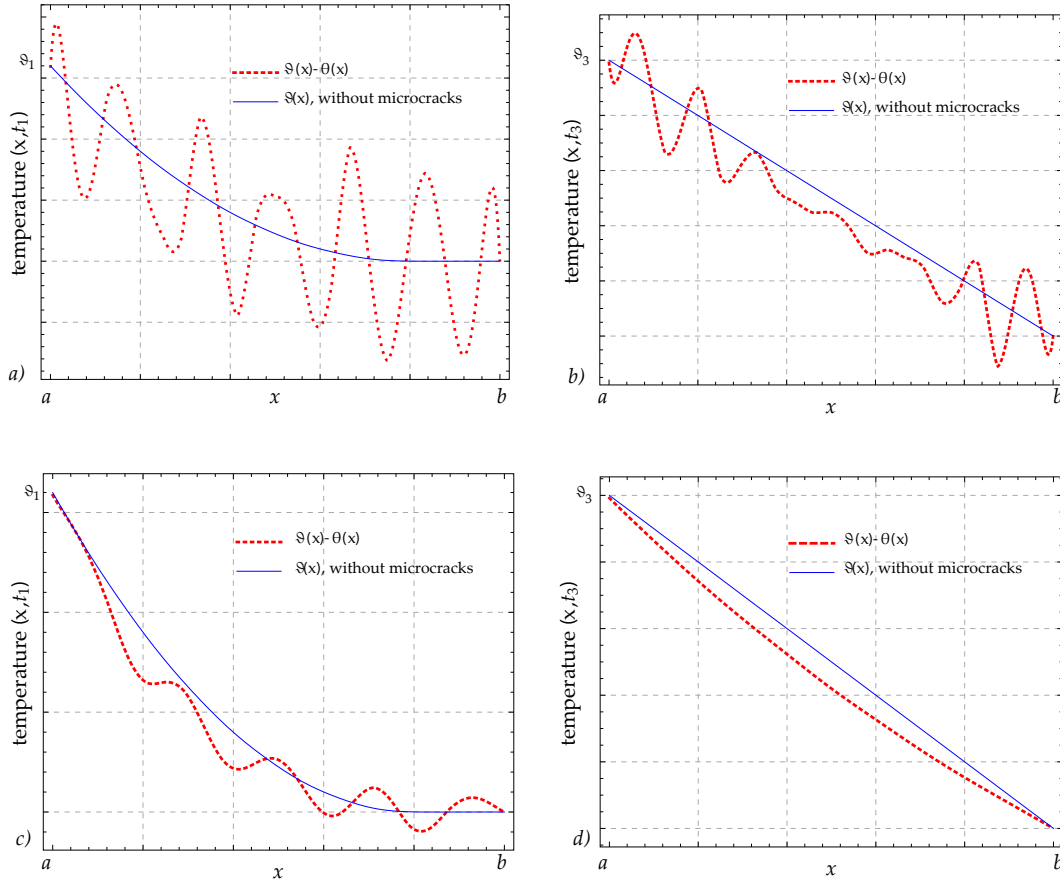 ϑ1
ϑ(x)-θ(x)
ϑ(x), without microcracks
temperature (x,t1)
a)
a
x
b
ϑ3
ϑ(x)-θ(x)
ϑ(x), without microcracks
temperature (x,t3)
b)
a
x
b
ϑ1
ϑ(x)-θ(x)
ϑ(x), without microcracks
temperature (x,t1)
c)
a
x
b
ϑ3
ϑ(x)-θ(x)
ϑ(x), without microcracks
temperature (x,t3)
d)
a
x
b